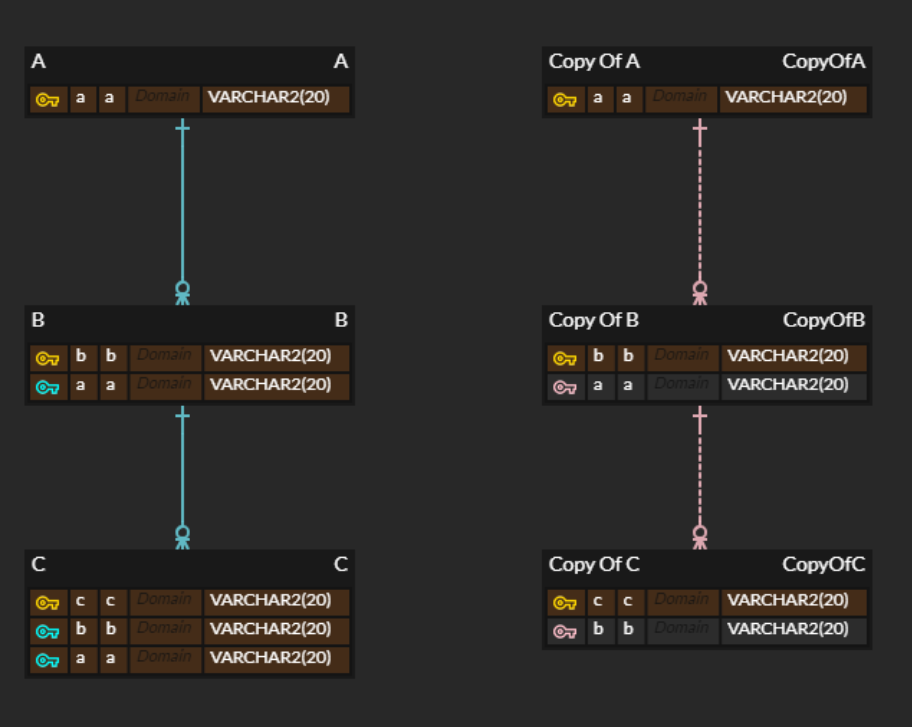 A A
a a Domain VARCHAR2(20)
B B
b b Domain VARCHAR2(20)
a a Domain VARCHAR2(20)
C C
c c Domain VARCHAR2(20)
b b Domain VARCHAR2(20)
a a Domain VARCHAR2(20)
Copy Of A CopyOfA
a a Domain VARCHAR2(20)
Copy Of B CopyOfB
b b Domain VARCHAR2(20)
a a Domain VARCHAR2(20)
Copy Of C CopyOfC
c c Domain VARCHAR2(20)
b b Domain VARCHAR2(20)